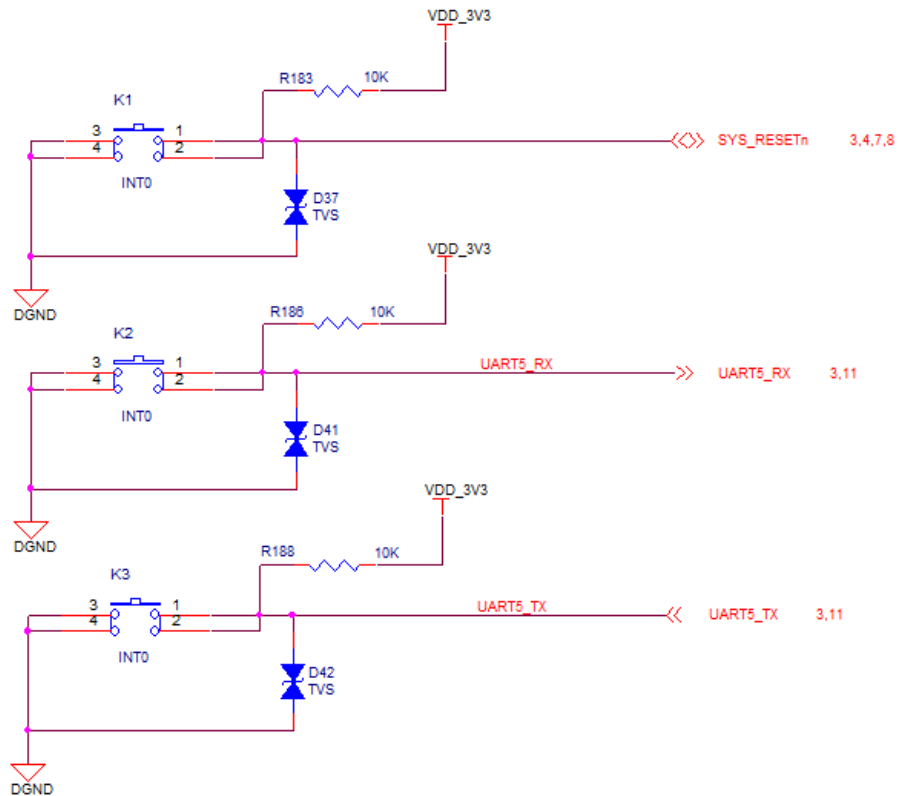 VDD_3V3
R183 10K
K1
3 1
4 2
SYS_RESETn 3,4,7,8
INT0
D37
TVS
DGND
VDD_3V3
R186 10K
K2
3 1
4 2
UART5_RX
UART5_RX 3,11
INT0
D41
TVS
DGND
VDD_3V3
R188 10K
K3
3 1
4 2
UART5_TX
UART5_TX 3,11
INT0
D42
TVS
DGND